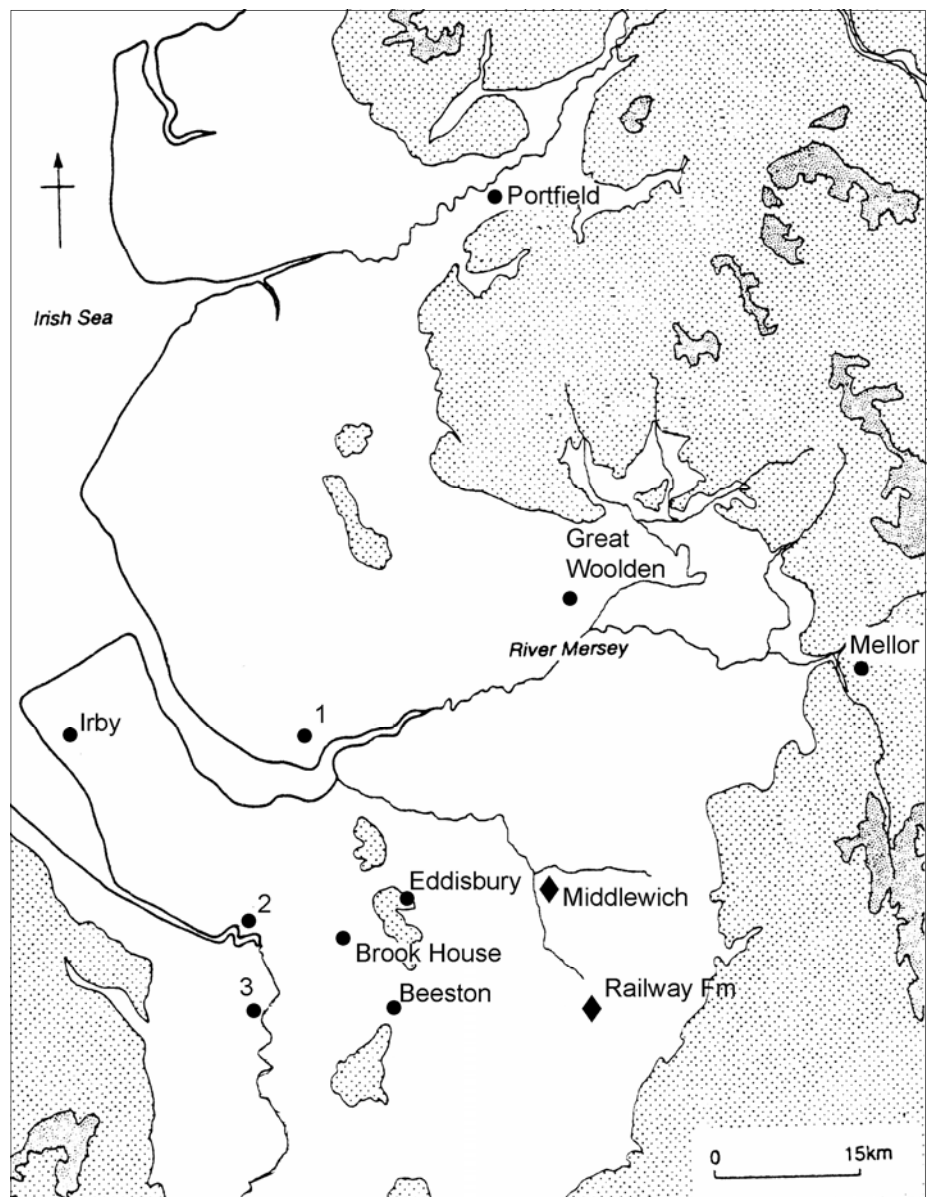 Portfield
Irish Sea
Great
Woolden
River Mersey
Mellor
Irby
1
Eddisbury
2
Middlewich
Brook House
3
Beeston
Railway Fm
0
15km